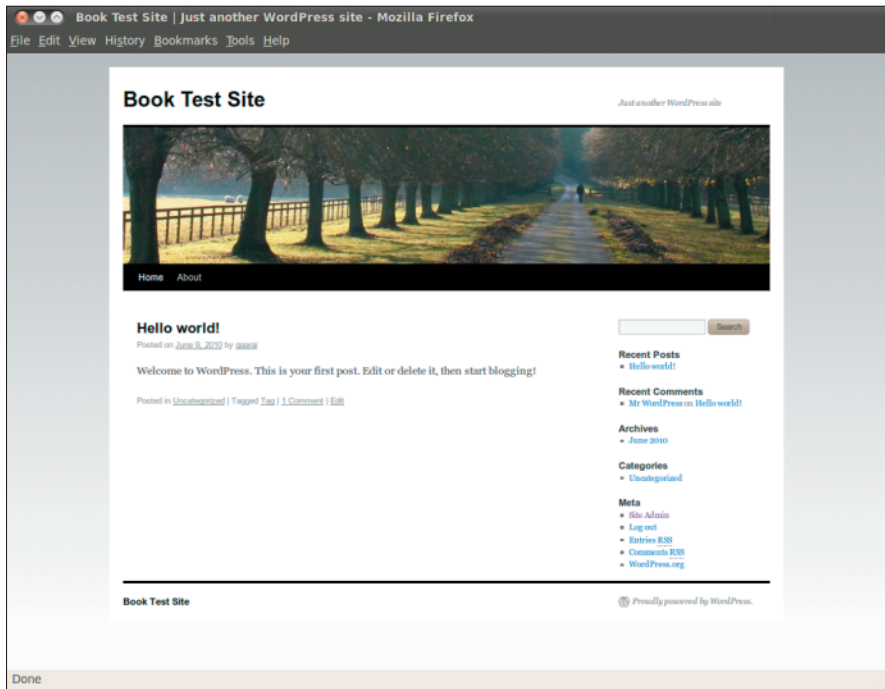 Book Test Site | Just another WordPress site - Mozilla Firefox
File Edit View History Bookmarks Tools Help
Book Test Site
Just another WordPress site
Home About
Hello world!
Posted on June 9, 2010 by gaarai
Welcome to WordPress. This is your first post. Edit or delete it, then start blogging!
Posted in Uncategorized | Tagged Tag | 1 Comment | Edit
Search
Recent Posts
Hello world!
Recent Comments
Mr WordPress on Hello world!
Archives
June 2010
Categories
Uncategorized
Meta
Site Admin
Log out
Entries RSS
Comments RSS
WordPress.org
Book Test Site
Proudly powered by WordPress.
Done